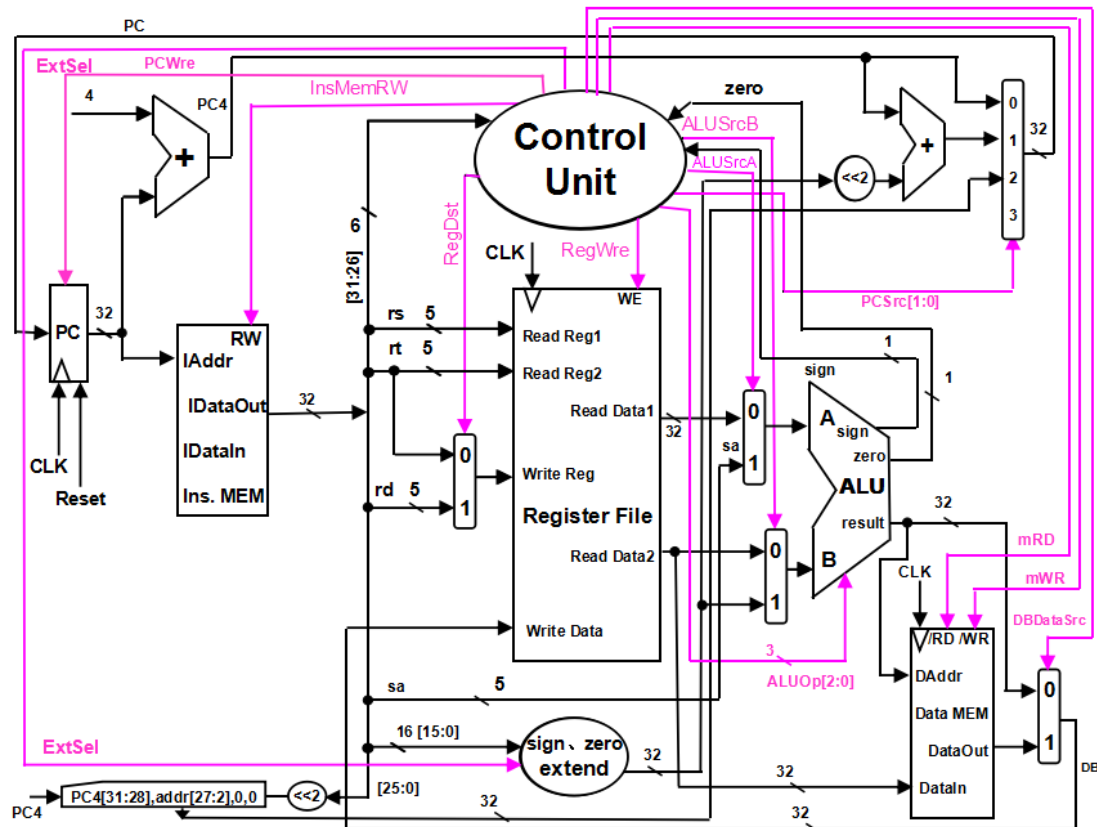 PC
ExtSel
PCWre
InsMemRW
4
PC4
+
Control
Unit
zero
ALUSrcB
ALUSrcA
<<2
+
0
1
2
3
32
6
[31:26]
RegDst
CLK
RegWre
PCSrc[1:0]
PC
32
CLK
Reset
RW
IAddr
IDataOut
IDataIn
Ins. MEM
32
rs 5
rt 5
rd 5
0
1
WE
Read Reg1
Read Reg2
Read Data1
Write Reg
Register File
Read Data2
Write Data
32
sa
0
1
0
1
sign
1
1
A
sign
zero
ALU
result
B
32
3
ALUOp[2:0]
CLK
mRD
mWR
DBDataSrc
/RD /WR
DAddr
Data MEM
DataOut
DataIn
0
1
DB
sa 5
16 [15:0]
ExtSel
sign、zero
extend
32
[25:0]
PC4
PC4[31:28],addr[27:2],0,0
<<2
32
32
32